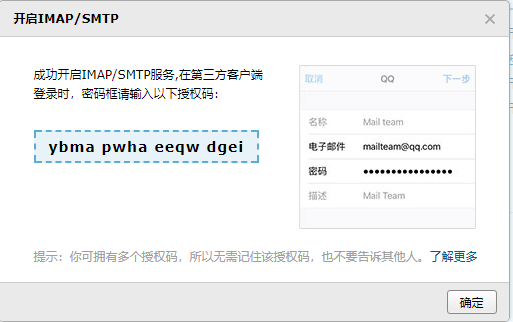 开启IMAP/SMTP
成功开启IMAP/SMTP服务,在第三方客户端
登录时，密码框请输入以下授权码：
ybma pwha eeqw dgei
取消 QQ 下一步
名称 Mail team
电子邮件 mailteam@qq.com
密码 ●●●●●●●●●●●●●●●●
描述 Mail Team
提示：你可拥有多个授权码，所以无需记住该授权码，也不要告诉其他人。了解更多
确定